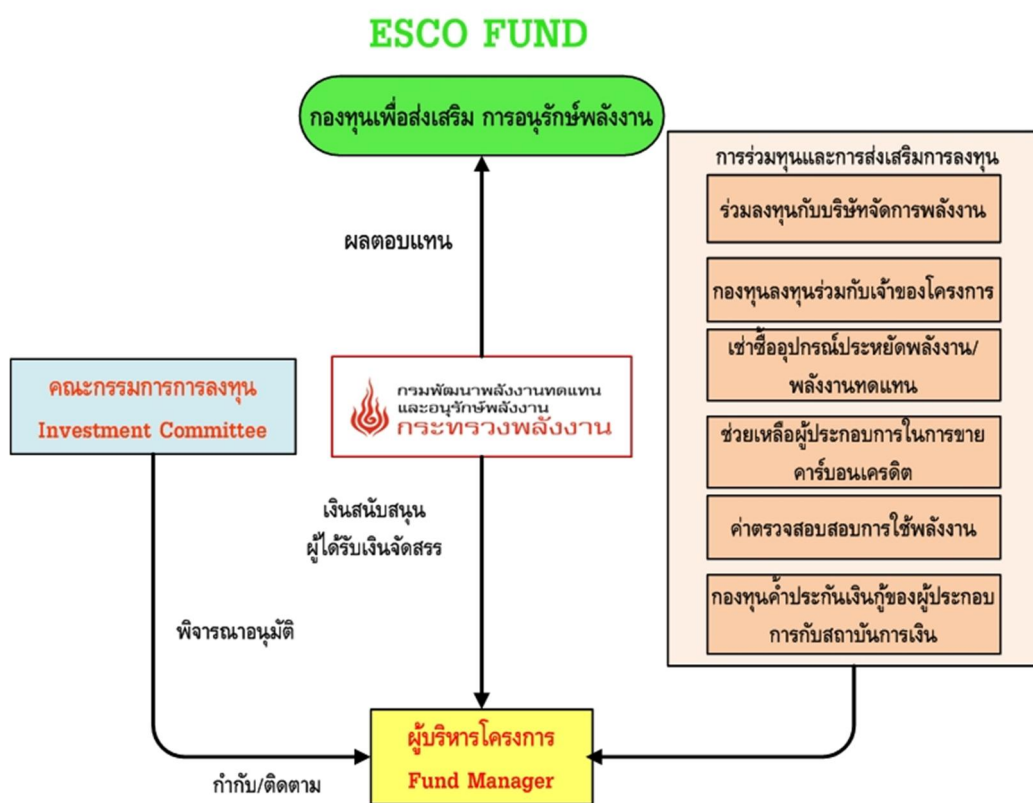 ESCO FUND
กองทุนเพื่อส่งเสริม การอนุรักษ์พลังงาน
ผลตอบแทน
คณะกรรมการการลงทุน
Investment Committee
กรมพัฒนาพลังงานทดแทน
และอนุรักษ์พลังงาน
กระทรวงพลังงาน
เงินสนับสนุน
ผู้ได้รับเงินจัดสรร
พิจารณาอนุมัติ
กำกับ/ติดตาม
ผู้บริหารโครงการ
Fund Manager
การร่วมทุนและการส่งเสริมการลงทุน
ร่วมลงทุนกับบริษัทจัดการพลังงาน
กองทุนลงทุนร่วมกับเจ้าของโครงการ
เช่าซื้ออุปกรณ์ประหยัดพลังงาน/
พลังงานทดแทน
ช่วยเหลือผู้ประกอบการในการขาย
คาร์บอนเครดิต
ค่าตรวจสอบสอบการใช้พลังงาน
กองทุนค้ำประกันเงินกู้ของผู้ประกอบ
การกับสถาบันการเงิน